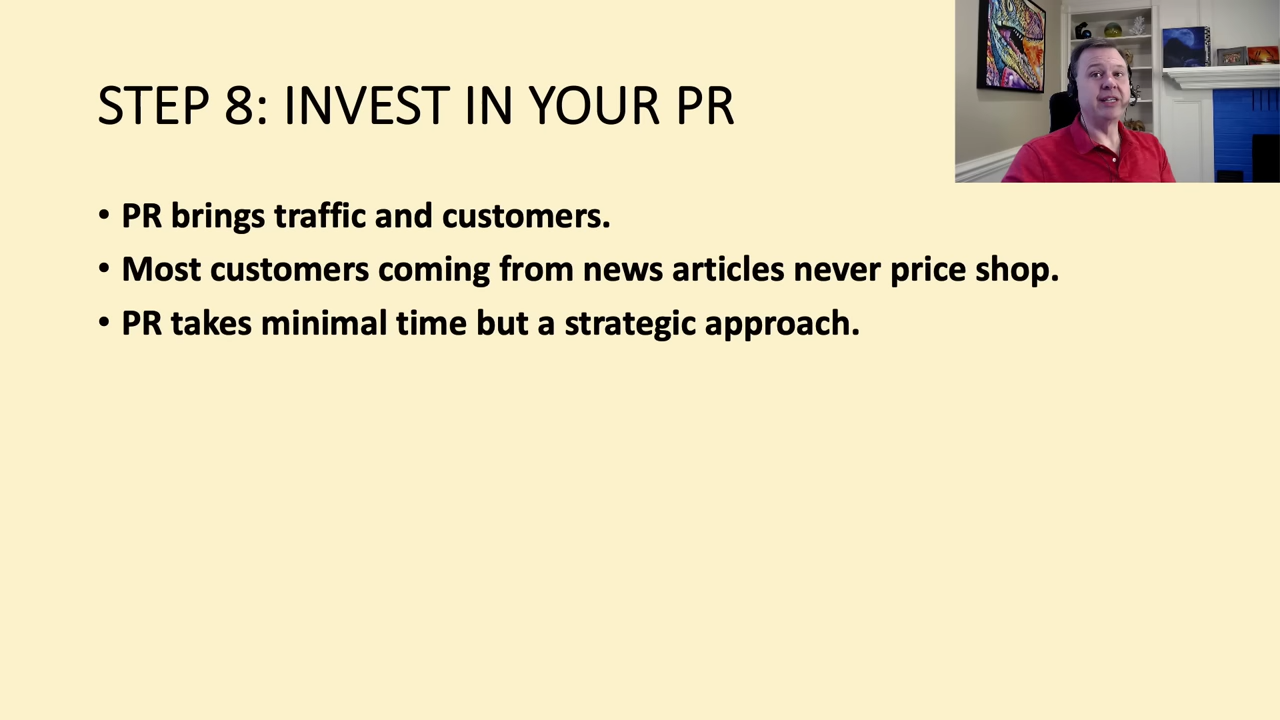 STEP 8: INVEST IN YOUR PR
• PR brings traffic and customers.
• Most customers coming from news articles never price shop.
• PR takes minimal time but a strategic approach.